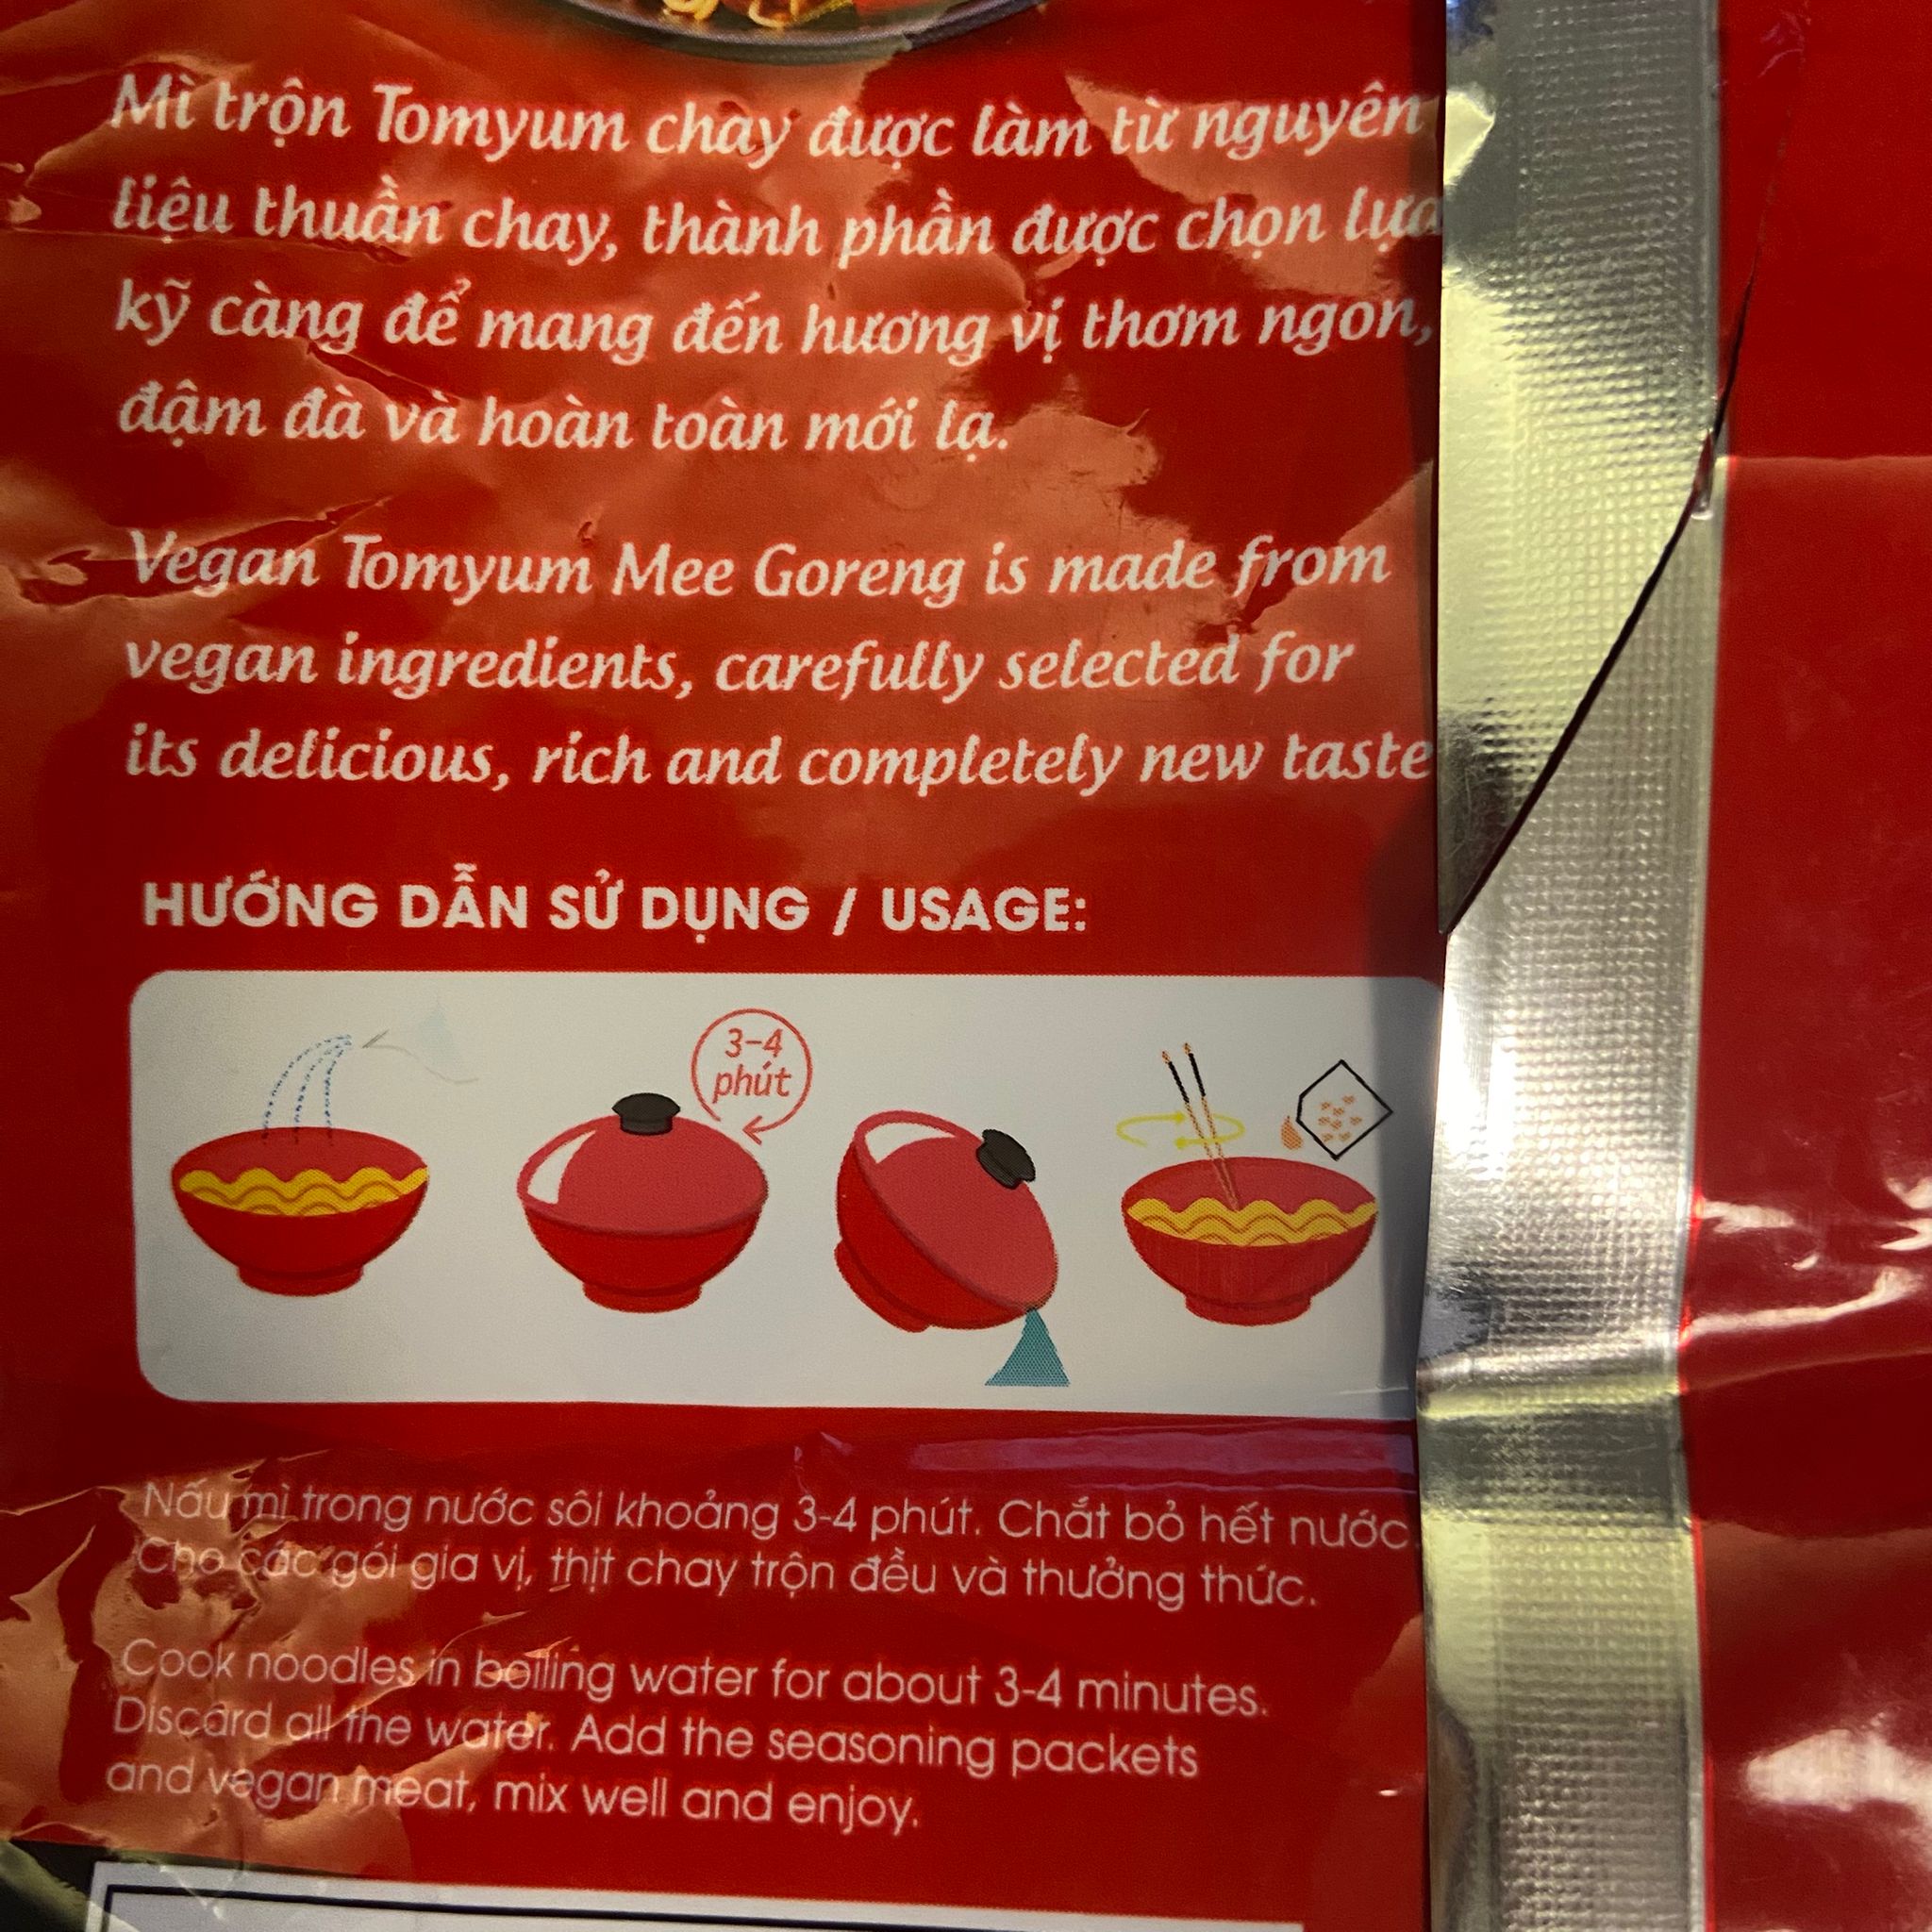 Mì trộn Tomyum chay được làm từ nguyên
liệu thuần chay, thành phần được chọn lựa
kỹ càng để mang đến hương vị thơm ngon,
đậm đà và hoàn toàn mới lạ.
Vegan Tomyum Mee Goreng is made from
vegan ingredients, carefully selected for
its delicious, rich and completely new taste
HƯỚNG DẪN SỬ DỤNG / USAGE:
3-4
phút
Nấu mì trong nước sôi khoảng 3-4 phút. Chắt bỏ hết nước.
Cho các gói gia vị, thịt chay trộn đều và thưởng thức.
Cook noodles in boiling water for about 3-4 minutes.
Discard all the water. Add the seasoning packets
and vegan meat, mix well and enjoy.